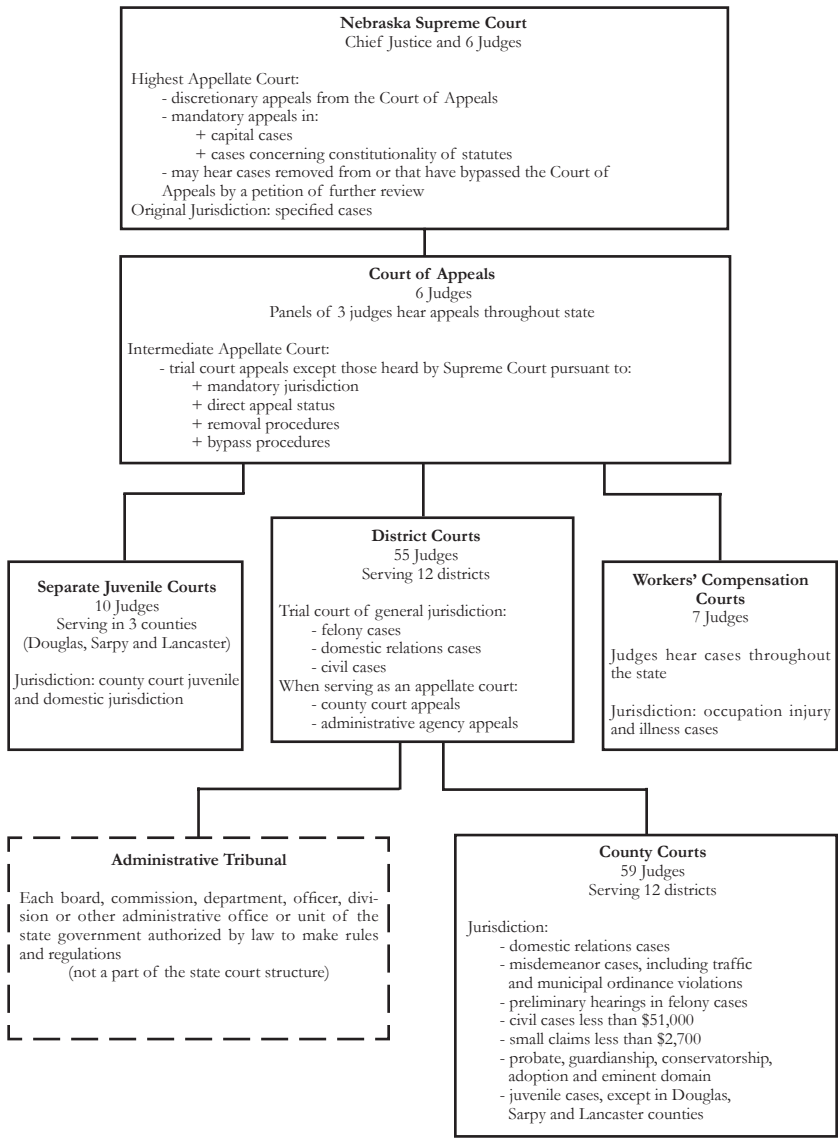 Nebraska Supreme Court
Chief Justice and 6 Judges
Highest Appellate Court:
- discretionary appeals from the Court of Appeals
- mandatory appeals in:
+ capital cases
+ cases concerning constitutionality of statutes
- may hear cases removed from or that have bypassed the Court of
Appeals by a petition of further review
Original Jurisdiction: specified cases
Court of Appeals
6 Judges
Panels of 3 judges hear appeals throughout state
Intermediate Appellate Court:
- trial court appeals except those heard by Supreme Court pursuant to:
+ mandatory jurisdiction
+ direct appeal status
+ removal procedures
+ bypass procedures
Separate Juvenile Courts
10 Judges
Serving in 3 counties
(Douglas, Sarpy and Lancaster)
Jurisdiction: county court juvenile
and domestic jurisdiction
District Courts
55 Judges
Serving 12 districts
Trial court of general jurisdiction:
- felony cases
- domestic relations cases
- civil cases
When serving as an appellate court:
- county court appeals
- administrative agency appeals
Workers' Compensation
Courts
7 Judges
Judges hear cases throughout
the state
Jurisdiction: occupation injury
and illness cases
Administrative Tribunal
Each board, commission, department, officer, divi-
sion or other administrative office or unit of the
state government authorized by law to make rules
and regulations
(not a part of the state court structure)
County Courts
59 Judges
Serving 12 districts
Jurisdiction:
- domestic relations cases
- misdemeanor cases, including traffic
and municipal ordinance violations
- preliminary hearings in felony cases
- civil cases less than $51,000
- small claims less than $2,700
- probate, guardianship, conservatorship,
adoption and eminent domain
- juvenile cases, except in Douglas,
Sarpy and Lancaster counties